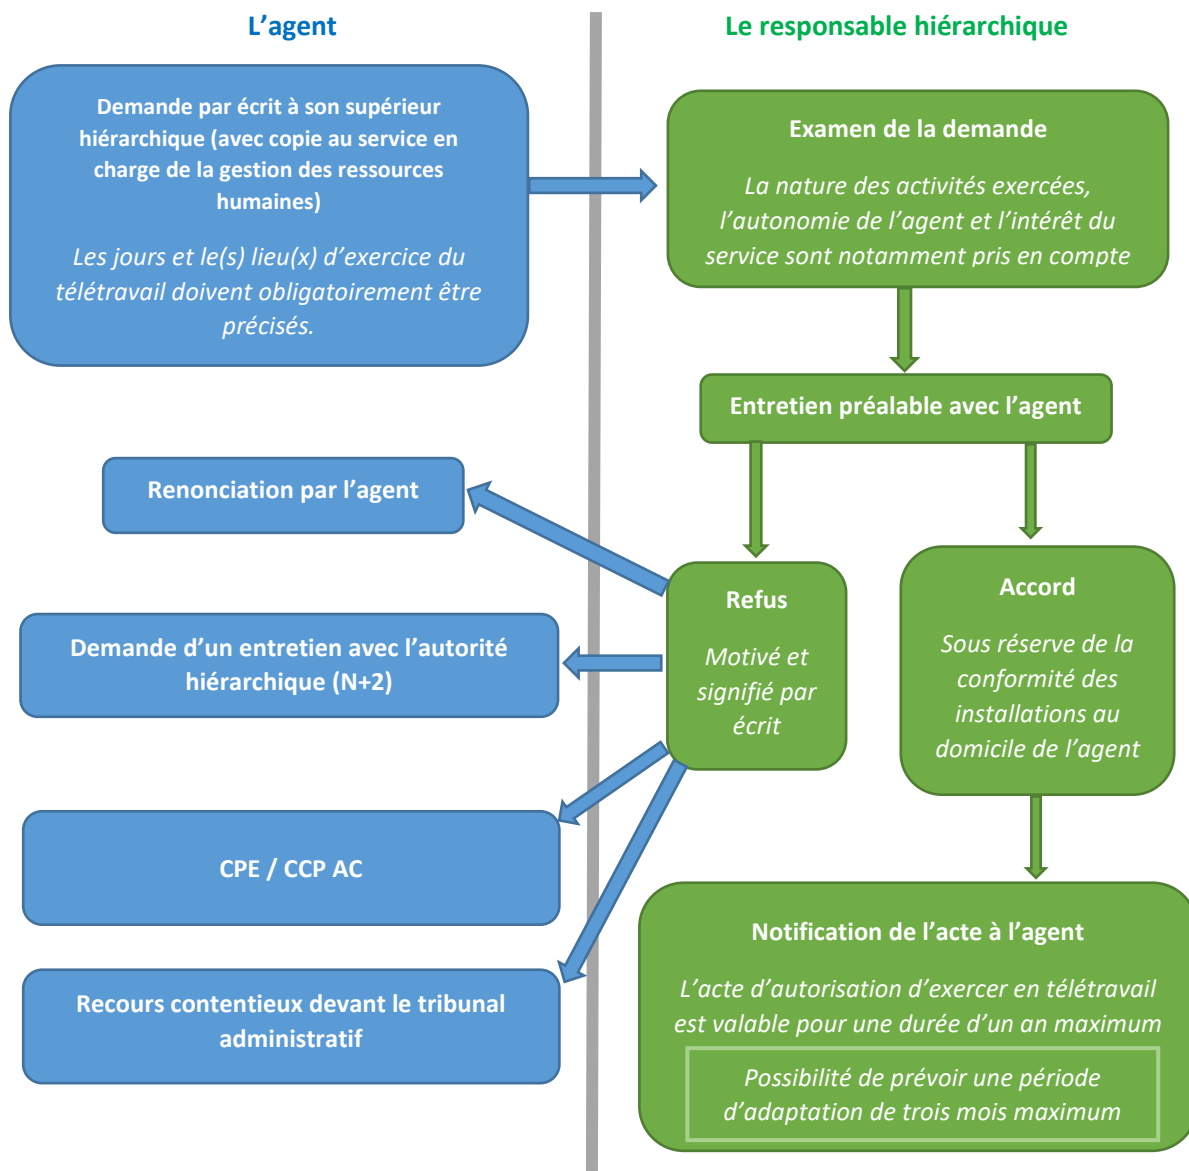 L’agent
Le responsable hiérarchique
Demande par écrit à son supérieur
hiérarchique (avec copie au service en
charge de la gestion des ressources
humaines)
Les jours et le(s) lieu(x) d’exercice du
télétravail doivent obligatoirement être
précisés.
Examen de la demande
La nature des activités exercées,
l’autonomie de l’agent et l’intérêt du
service sont notamment pris en compte
Entretien préalable avec l’agent
Renonciation par l’agent
Demande d’un entretien avec l’autorité
hiérarchique (N+2)
CPE / CCP AC
Recours contentieux devant le tribunal
administratif
Refus
Motivé et
signifié par
écrit
Accord
Sous réserve de la
conformité des
installations au
domicile de l’agent
Notification de l’acte à l’agent
L’acte d’autorisation d’exercer en télétravail
est valable pour une durée d’un an maximum
Possibilité de prévoir une période
d’adaptation de trois mois maximum